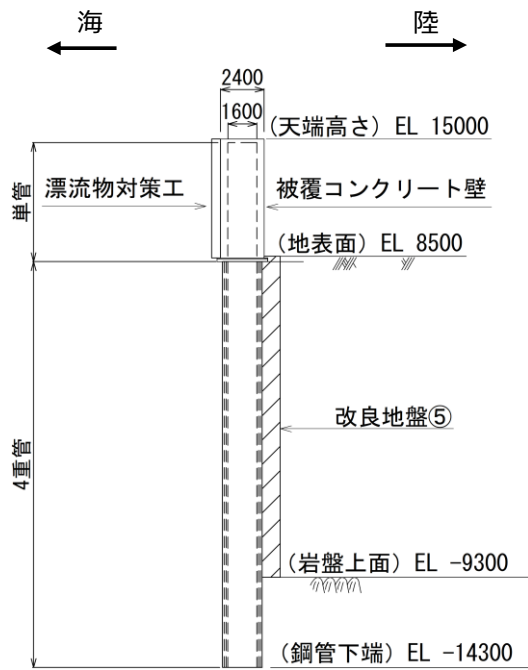 海
陸
2400
1600
(天端高さ) EL 15000
単管
漂流物対策工
被覆コンクリート壁
(地表面) EL 8500
4重管
改良地盤⑤
(岩盤上面) EL -9300
(鋼管下端) EL -14300